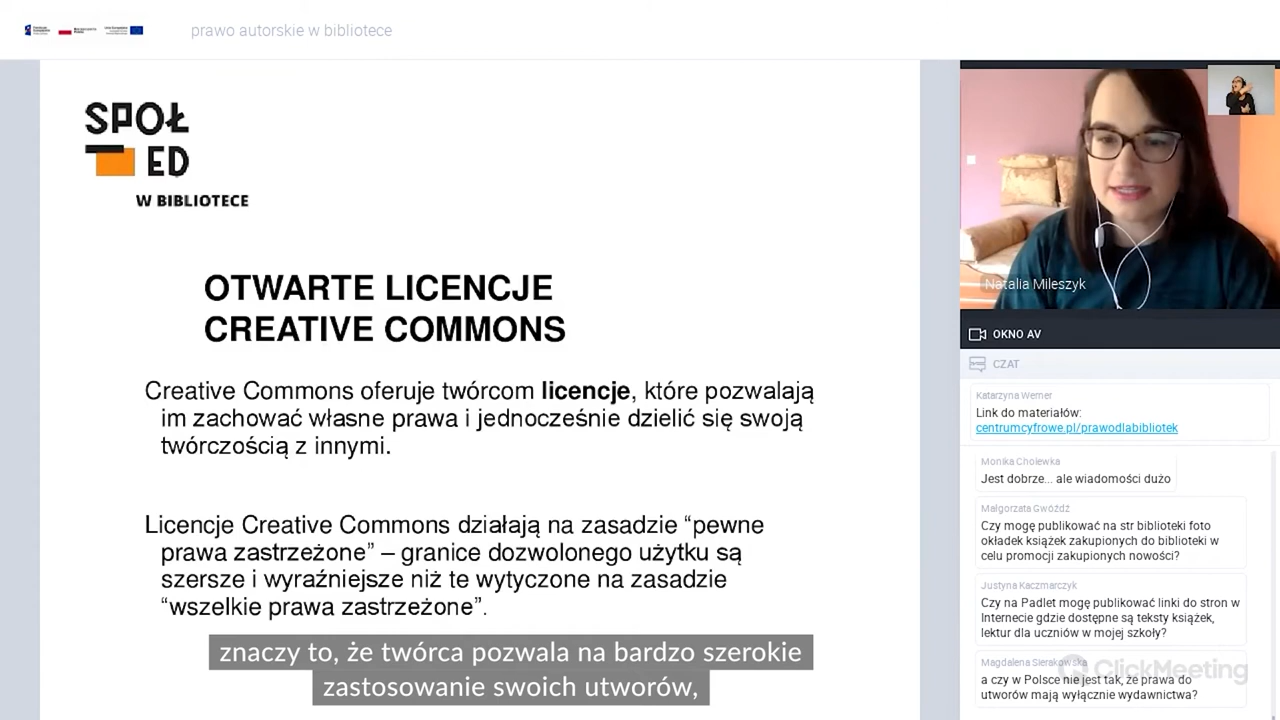 prawo autorskie w bibliotece
SPOŁ
ED
W BIBLIOTECE
OTWARTE LICENCJE
CREATIVE COMMONS
Creative Commons oferuje twórcom licencje, które pozwalają
im zachować własne prawa i jednocześnie dzielić się swoją
twórczością z innymi.
Licencje Creative Commons działają na zasadzie “pewne
prawa zastrzeżone” – granice dozwolonego użytku są
szersze i wyraźniejsze niż te wytyczone na zasadzie
“wszelkie prawa zastrzeżone”.
znaczy to, że twórca pozwala na bardzo szerokie
zastosowanie swoich utworów,
Natalia Mileszyk
OKNO AV
CZAT
Katarzyna Werner
Link do materiałów:
centrumcyfrowe.pl/prawodlabibliotek
Monika Cholewka
Jest dobrze... ale wiadomości dużo
Małgorzata Gwóźdź
Czy mogę publikować na str biblioteki foto
okładek książek zakupionych do biblioteki w
celu promocji zakupionych nowości?
Justyna Kaczmarczyk
Czy na Padlet mogę publikować linki do stron w
Internecie gdzie dostępne są teksty książek,
lektur dla uczniów w mojej szkoły?
Magdalena Sierakowska
a czy w Polsce nie jest tak, że prawa do
utworów mają wyłącznie wydawnictwa?
ClickMeeting